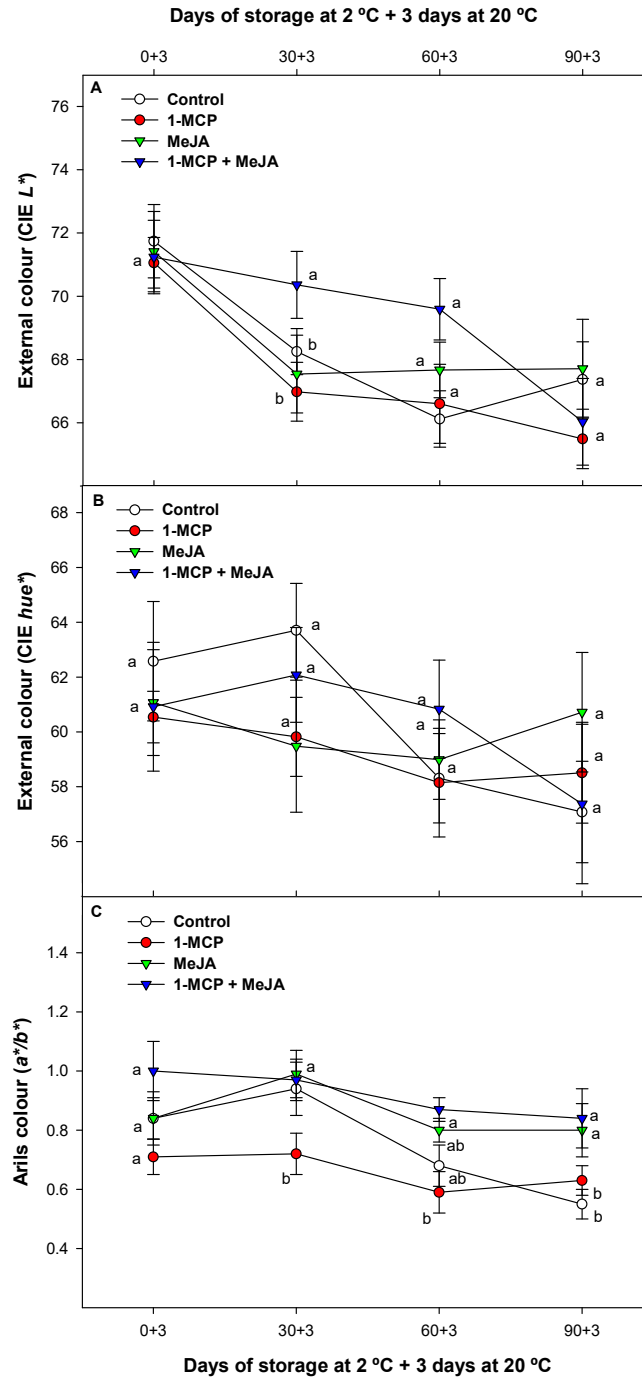 Days of storage at 2 ºC + 3 days at 20 ºC
0+3 30+3 60+3 90+3
A
Control
1-MCP
MeJA
1-MCP + MeJA
External colour (CIE L*)
76
74
72
70
68
66
a
a
b
b
a
a
a
a
a
B
Control
1-MCP
MeJA
1-MCP + MeJA
External colour (CIE hue*)
68
66
64
62
60
58
56
a
a
a
a
a
a
a
a
a
a
a
C
Control
1-MCP
MeJA
1-MCP + MeJA
Arils colour (a*/b*)
1.4
1.2
1.0
0.8
0.6
0.4
a
a
a
a
b
a
ab
ab
b
a
a
b
b
0+3 30+3 60+3 90+3
Days of storage at 2 ºC + 3 days at 20 ºC